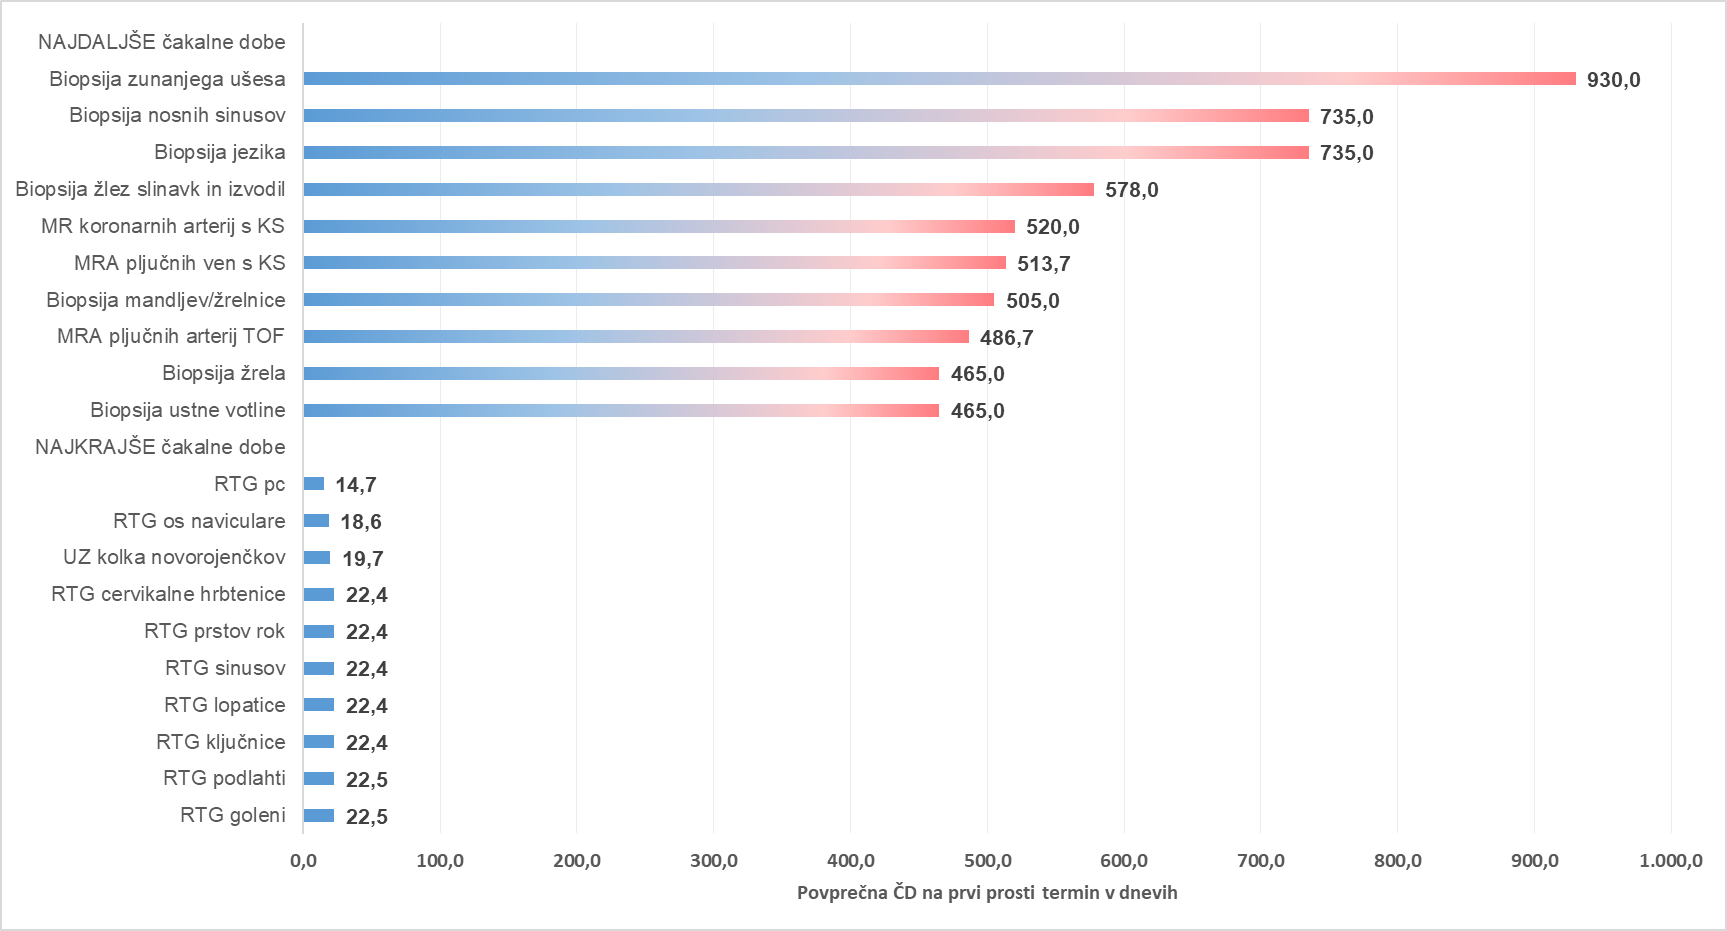 NAJDALJŠE čakalne dobe
Biopsija zunanjega ušesa 930,0
Biopsija nosnih sinusov 735,0
Biopsija jezika 735,0
Biopsija žlez slinavk in izvodil 578,0
MR koronarnih arterij s KS 520,0
MRA pljučnih ven s KS 513,7
Biopsija mandljev/žrelnice 505,0
MRA pljučnih arterij TOF 486,7
Biopsija žrela 465,0
Biopsija ustne votline 465,0
NAJKRAJŠE čakalne dobe
RTG pc 14,7
RTG os naviculare 18,6
UZ kolka novorojenčkov 19,7
RTG cervikalne hrbtenice 22,4
RTG prstov rok 22,4
RTG sinusov 22,4
RTG lopatice 22,4
RTG ključnice 22,4
RTG podlahti 22,5
RTG goleni 22,5
0,0 100,0 200,0 300,0 400,0 500,0 600,0 700,0 800,0 900,0 1.000,0
Povprečna ČD na prvi prosti termin v dnevih